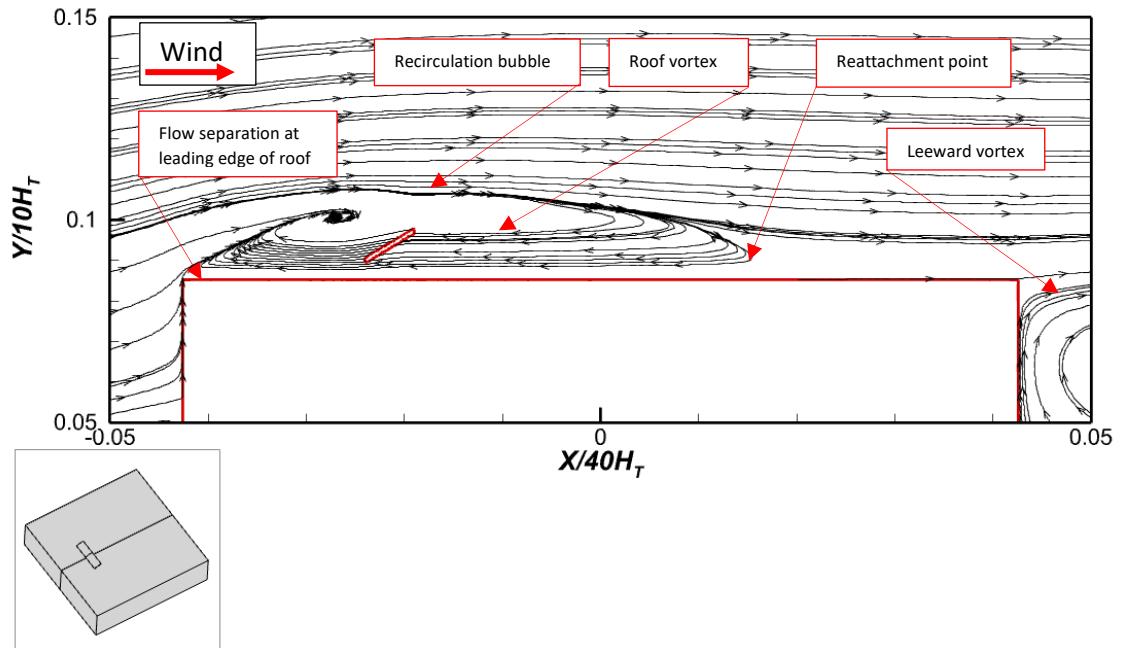 0.15
Wind
Recirculation bubble
Roof vortex
Reattachment point
Flow separation at
leading edge of roof
Leeward vortex
Y/10H_T
0.1
0.05
-0.05
0
0.05
X/40H_T